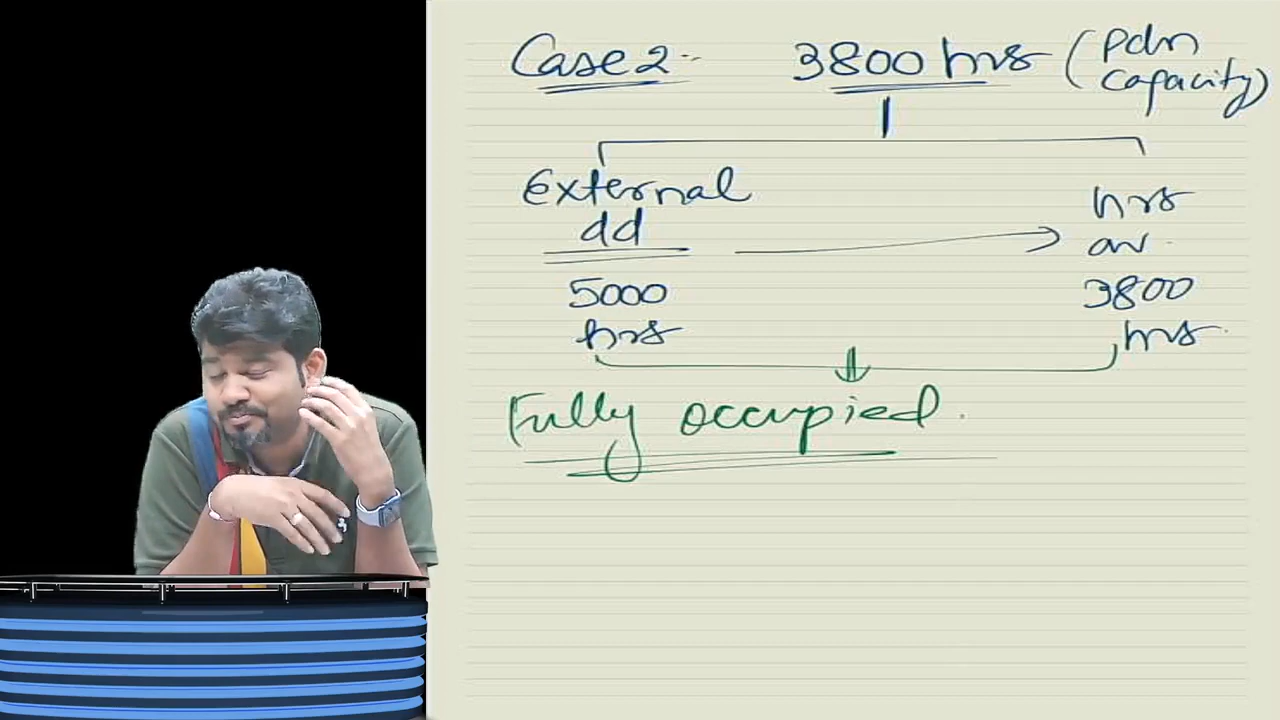 Case 2:- 3800 hrs (pdn capacity)
External dd
5000 hrs
hrs av.
3800 hrs.
Fully occupied.